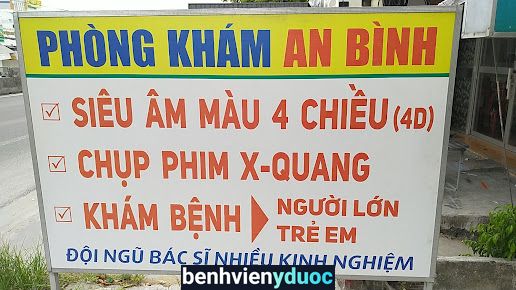 PHÒNG KHÁM AN BÌNH
SIÊU ÂM MÀU 4 CHIỀU (4D)
CHỤP PHIM X-QUANG
KHÁM BỆNH NGƯỜI LỚN
TRẺ EM
ĐỘI NGŨ BÁC SĨ NHIỀU KINH NGHIỆM
benhvienyduoc